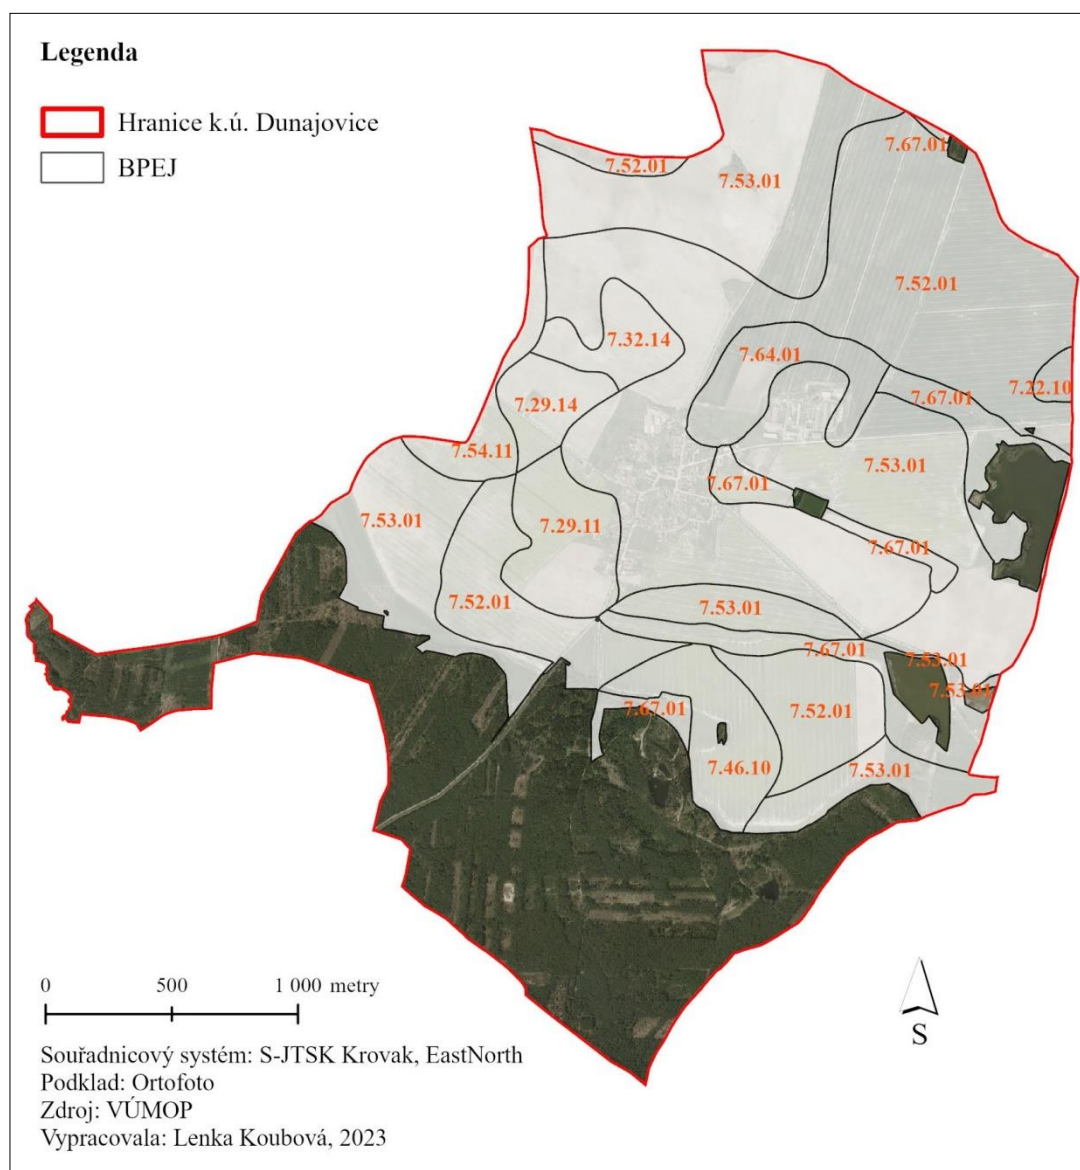 Legenda
Hranice k.ú. Dunajovice
BPEJ
7.67.01
7.52.01
7.53.01
7.52.01
7.32.14
7.64.01
7.22.10
7.67.01
7.29.14
7.54.11
7.53.01
7.67.01
7.53.01
7.29.11
7.67.01
7.52.01
7.53.01
7.67.01
7.53.01
7.53.01
7.67.01
7.52.01
7.46.10
7.53.01
0 500 1 000 metry
S
Souřadnicový systém: S-JTSK Krovak, EastNorth
Podklad: Ortofoto
Zdroj: VÚMOP
Vypracovala: Lenka Koubová, 2023